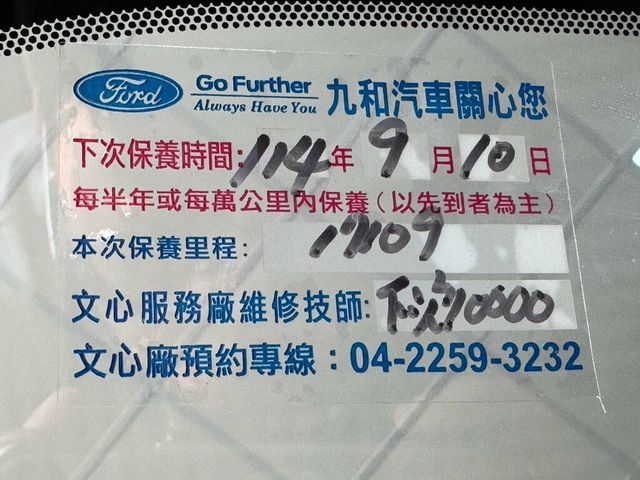 Ford Go Further 九和汽車關心您
Always Have You
下次保養時間:114年9月10日
每半年或每萬公里內保養(以先到者為主)
本次保養里程:
文心服務廠維修技師:下次10000
文心廠預約專線:04-2259-3232